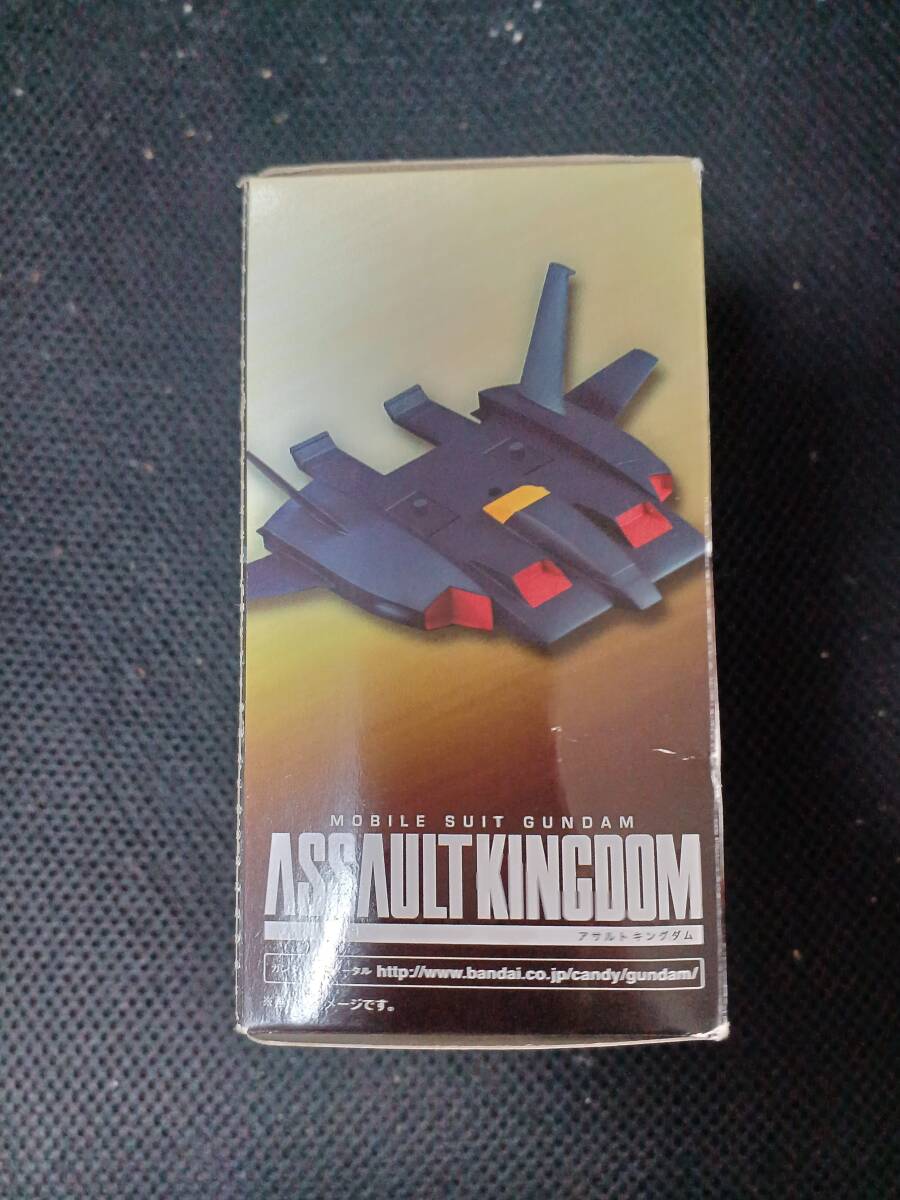 MOBILE SUIT GUNDAM
ASSAULT KINGDOM
アサルトキングダム
http://www.bandai.co.jp/candy/gundam/
メージです。